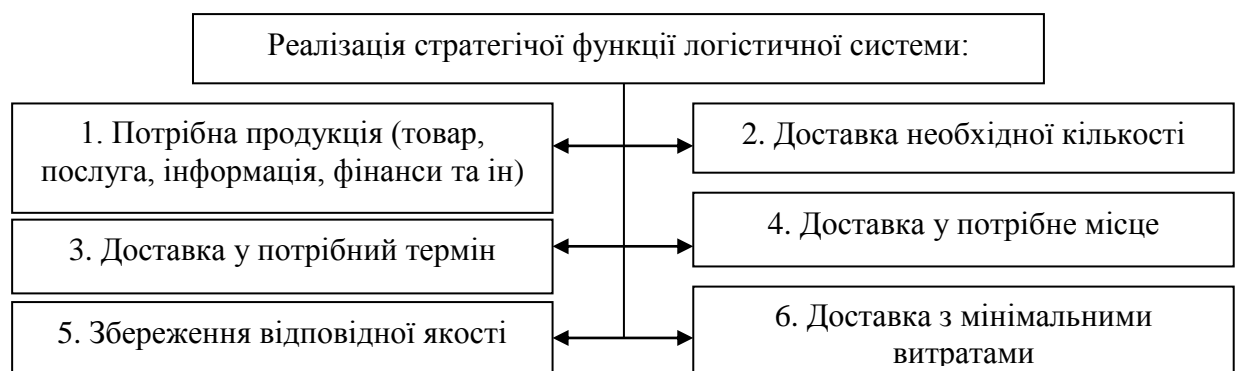 Реалізація стратегічої функції логістичної системи:
1. Потрібна продукція (товар,
послуга, інформація, фінанси та ін)
2. Доставка необхідної кількості
3. Доставка у потрібний термін
4. Доставка у потрібне місце
5. Збереження відповідної якості
6. Доставка з мінімальними
витратами